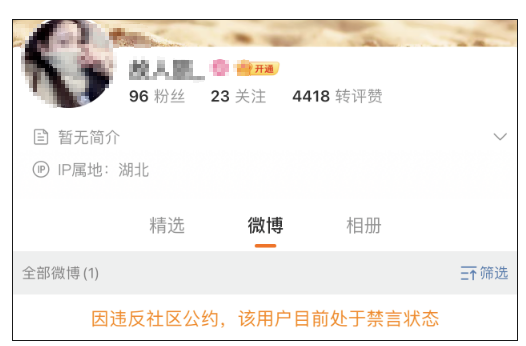 开通
96 粉丝 23 关注 4418 转评赞
暂无简介
IP IP属地：湖北
精选 微博 相册
全部微博(1) 筛选
因违反社区公约，该用户目前处于禁言状态